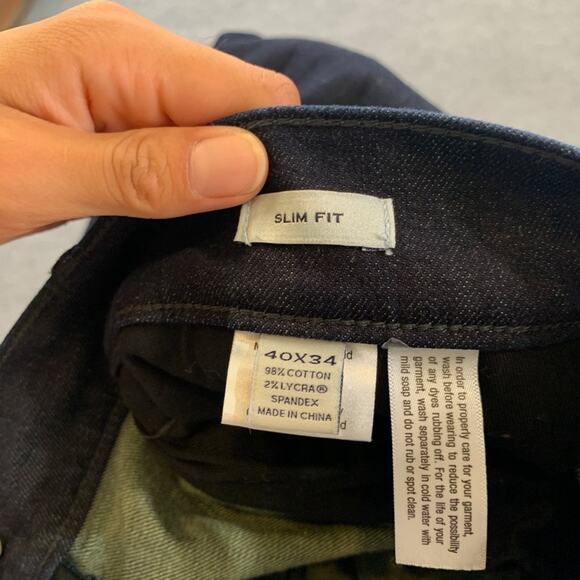 SLIM FIT
40X34
98% COTTON
2% LYCRA®
SPANDEX
MADE IN CHINA
In order to properly care for your garment,
wash before wearing to reduce the possibility
of any dyes rubbing off. For the life of your
garment, wash separately in cold water with
mild soap and do not rub or spot clean.